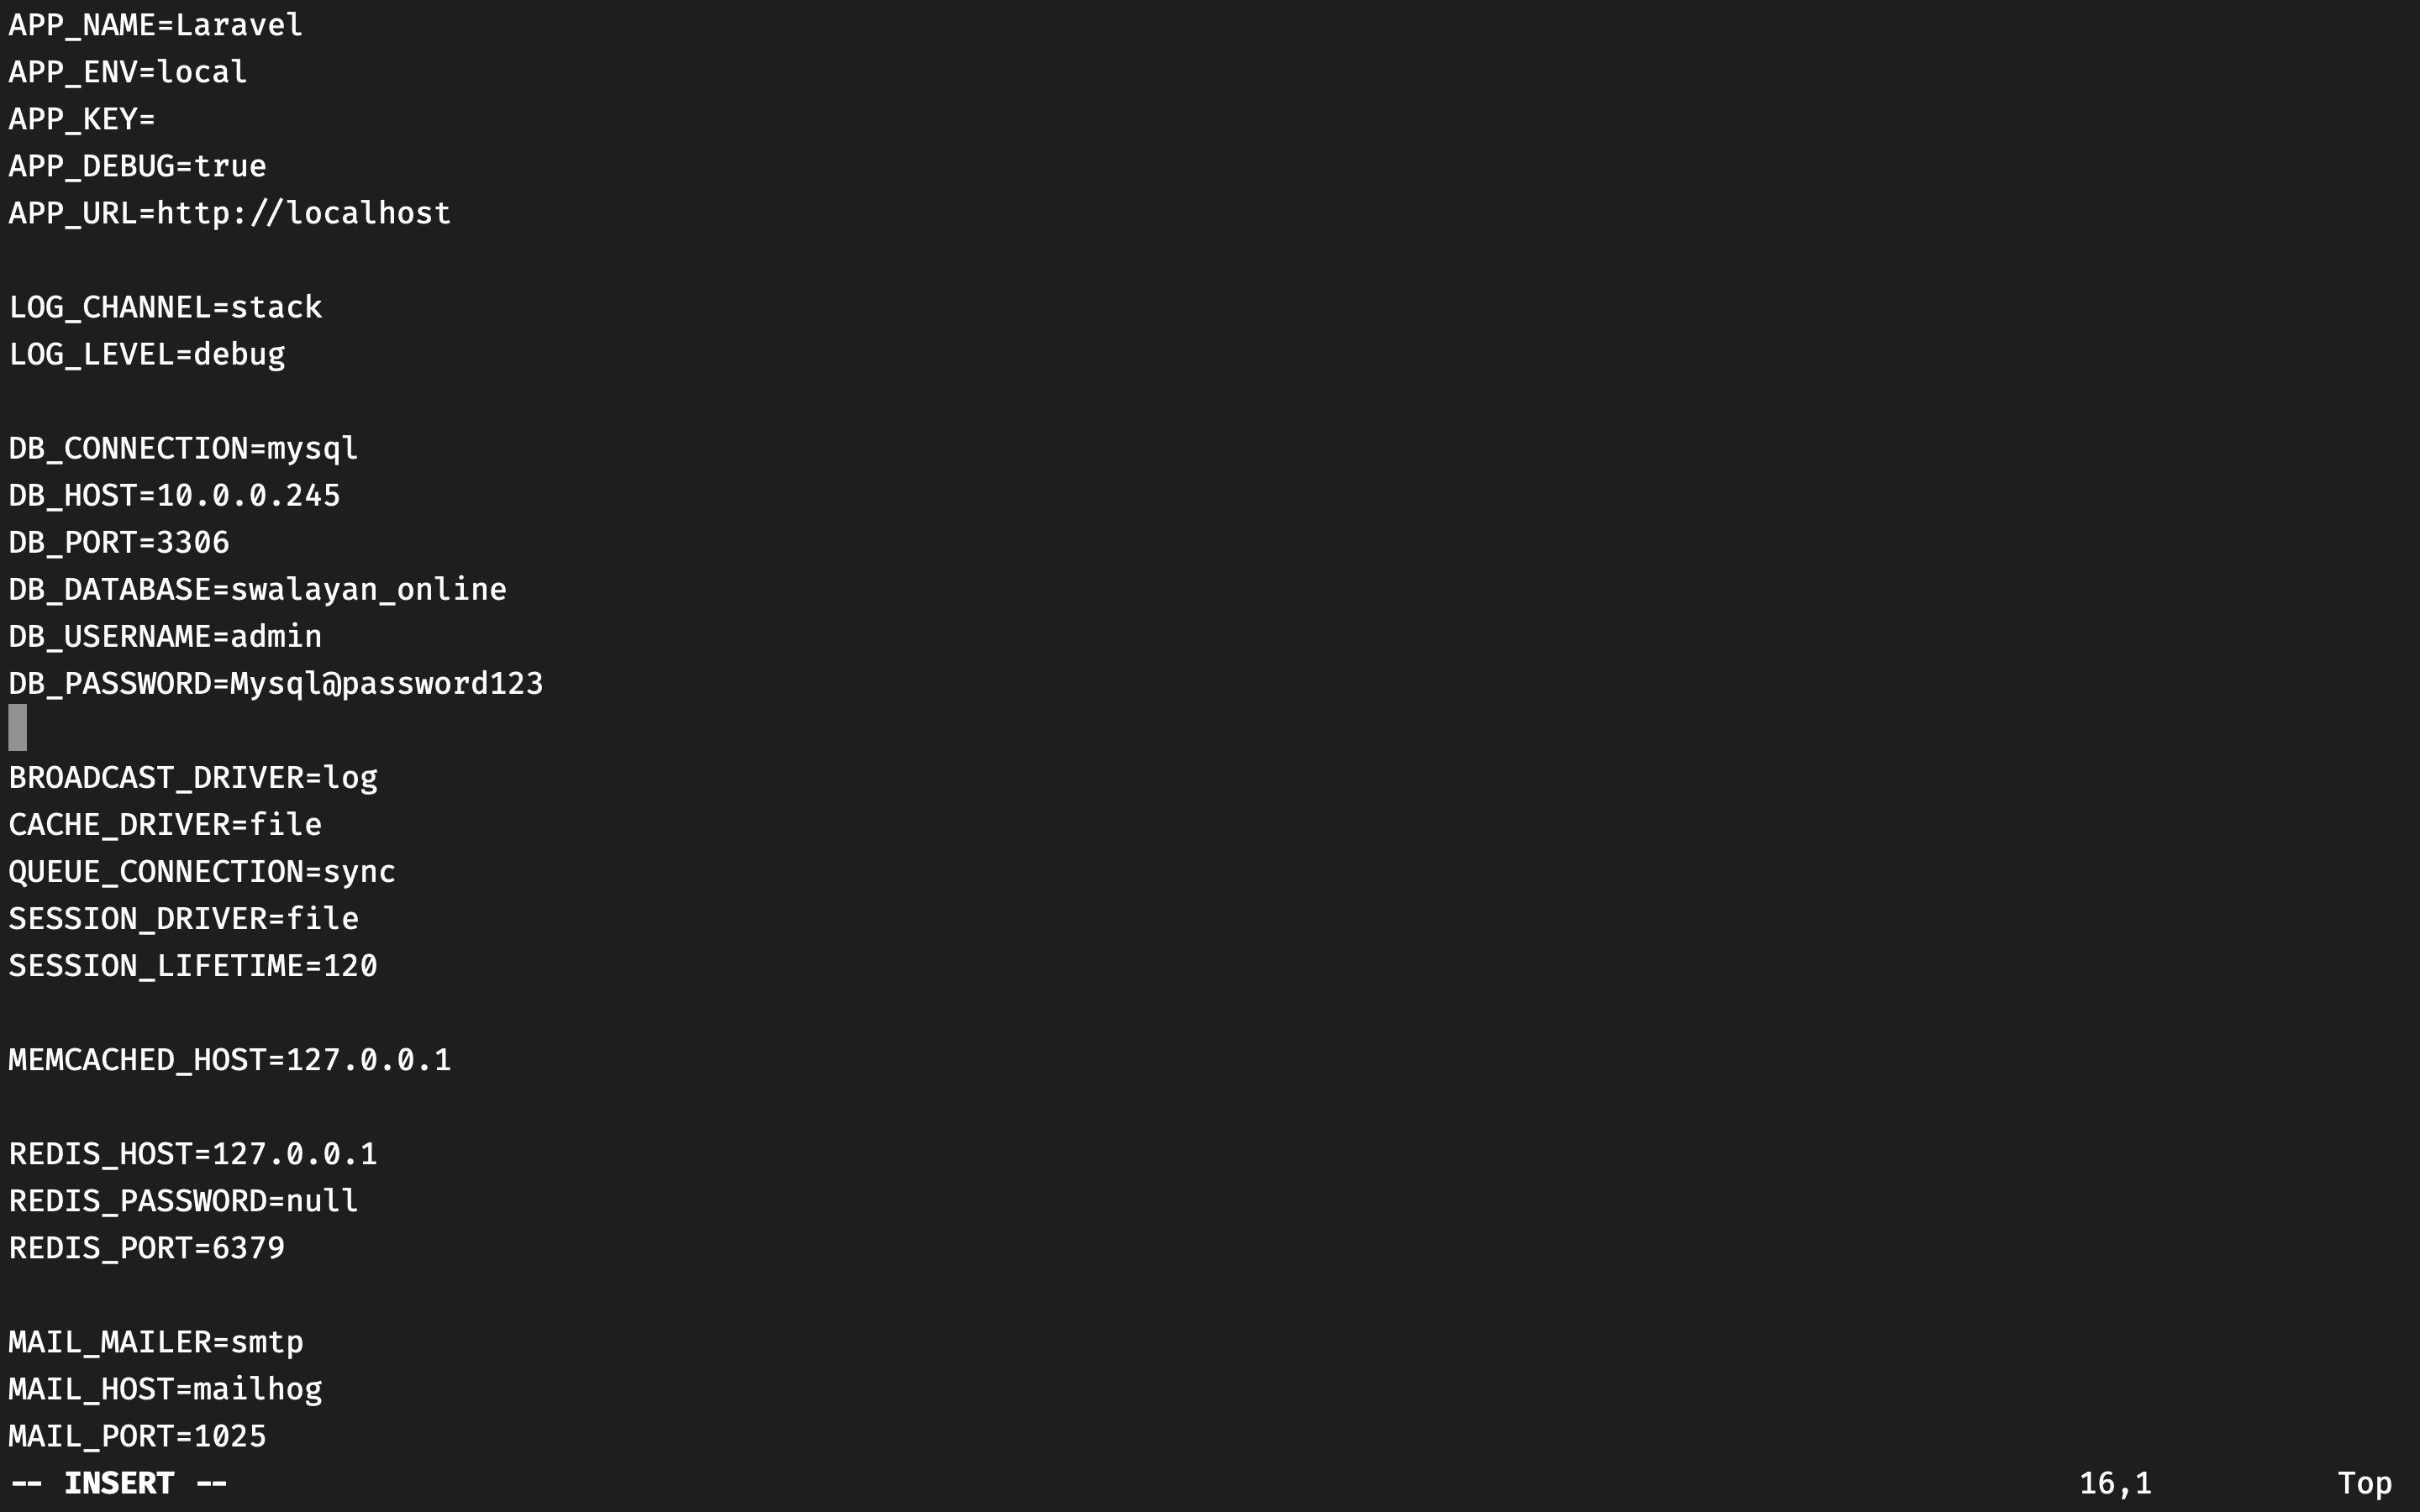 APP_NAME=Laravel
APP_ENV=local
APP_KEY=
APP_DEBUG=true
APP_URL=http://localhost
LOG_CHANNEL=stack
LOG_LEVEL=debug
DB_CONNECTION=mysql
DB_HOST=10.0.0.245
DB_PORT=3306
DB_DATABASE=swalayan_online
DB_USERNAME=admin
DB_PASSWORD=Mysql@password123
BROADCAST_DRIVER=log
CACHE_DRIVER=file
QUEUE_CONNECTION=sync
SESSION_DRIVER=file
SESSION_LIFETIME=120
MEMCACHED_HOST=127.0.0.1
REDIS_HOST=127.0.0.1
REDIS_PASSWORD=null
REDIS_PORT=6379
MAIL_MAILER=smtp
MAIL_HOST=mailhog
MAIL_PORT=1025
-- INSERT -- 16,1 Top